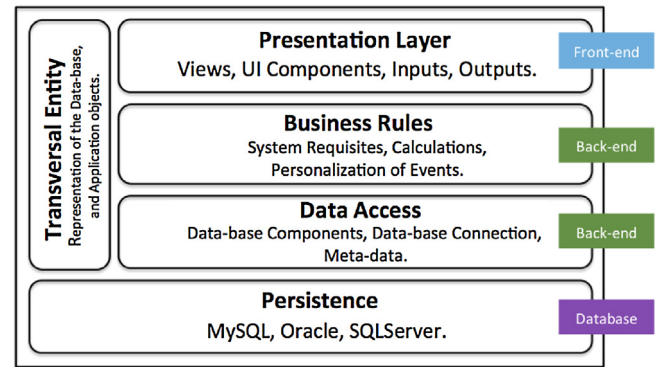 Transversal Entity
Representation of the Data-base,
and Application objects.
Presentation Layer
Views, UI Components, Inputs, Outputs.
Front-end
Business Rules
System Requisites, Calculations,
Personalization of Events.
Back-end
Data Access
Data-base Components, Data-base Connection,
Meta-data.
Back-end
Persistence
MySQL, Oracle, SQLServer.
Database